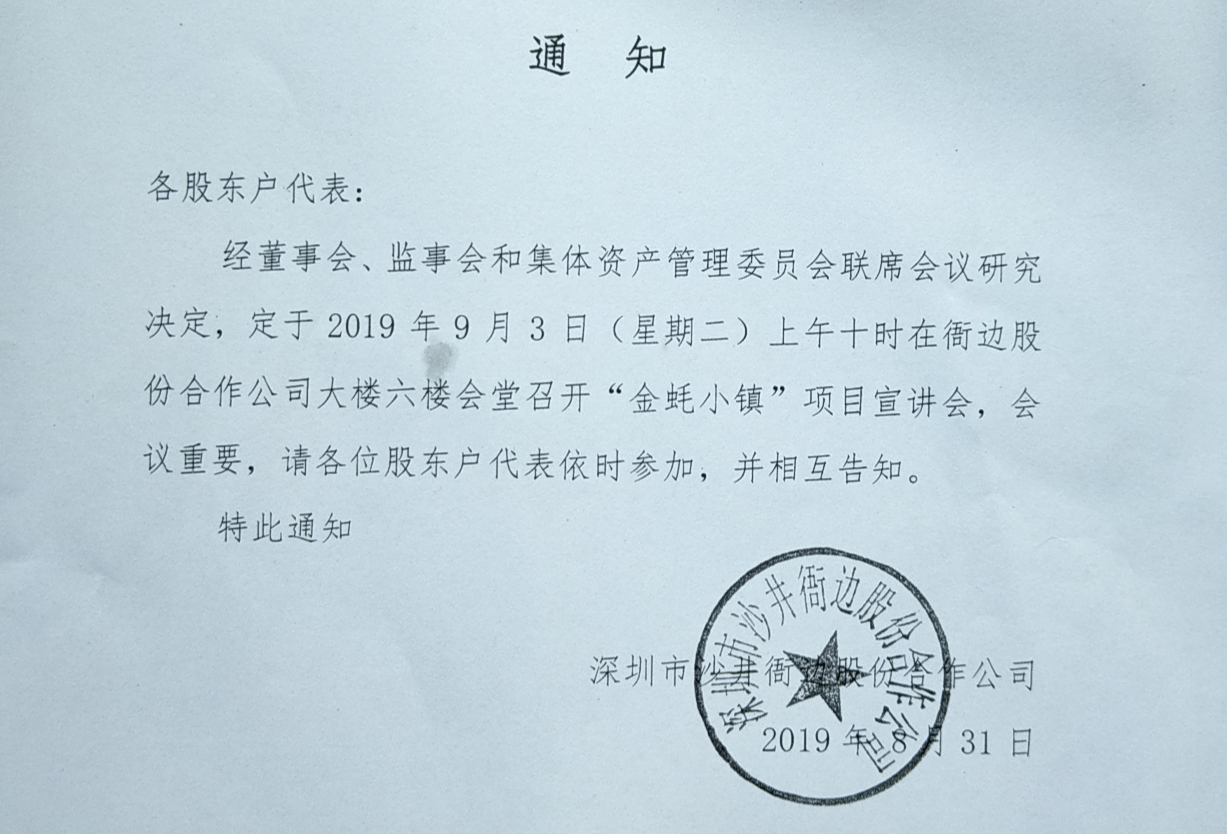 通 知
各股东户代表：
经董事会、监事会和集体资产管理委员会联席会议研究
决定，定于 2019 年 9 月 3 日（星期二）上午十时在衙边股
份合作公司大楼六楼会堂召开“金蚝小镇”项目宣讲会，会
议重要，请各位股东户代表依时参加，并相互告知。
特此通知
深圳市沙井衙边股份合作公司
深圳市沙井衙边股份合作公司
2019 年 8 月 31 日